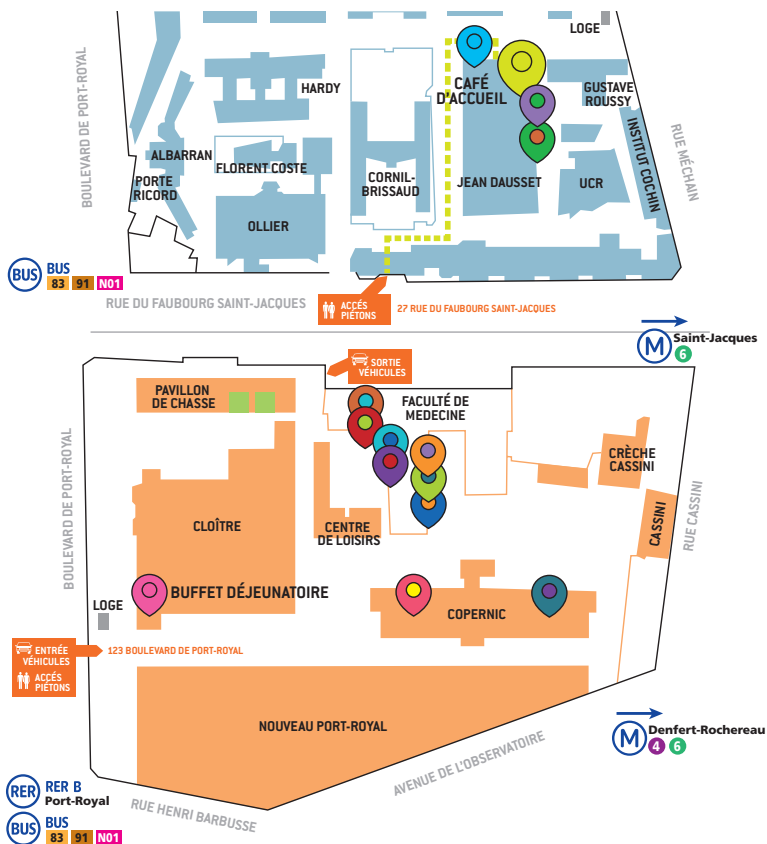 LOGE
BOULEVARD DE PORT-ROYAL
HARDY
CAFÉ
D'ACCUEIL
GUSTAVE
ROUSSY
ALBARRAN
PORTE
RICORD
FLORENT COSTE
CORNIL-
BRISSAUD
JEAN DAUSSET
UCR
INSTITUT COCHIN
RUE MÉCHAIN
OLLIER
BUS
BUS
83 91 N01
RUE DU FAUBOURG SAINT-JACQUES
ACCÉS
PIÉTONS
27 RUE DU FAUBOURG SAINT-JACQUES
M
Saint-Jacques
6
SORTIE
VÉHICULES
PAVILLON
DE CHASSE
FACULTÉ DE
MEDECINE
CRÈCHE
CASSINI
BOULEVARD DE PORT-ROYAL
CLOÎTRE
CENTRE
DE LOISIRS
CASSINI
RUE CASSINI
LOGE
BUFFET DÉJEUNATOIRE
COPERNIC
ENTRÉE
VÉHICULES
ACCÉS
PIÉTONS
123 BOULEVARD DE PORT-ROYAL
NOUVEAU PORT-ROYAL
M
Denfert-Rochereau
4 6
AVENUE DE L'OBSERVATOIRE
RER
RER B
Port-Royal
RUE HENRI BARBUSSE
BUS
BUS
83 91 N01